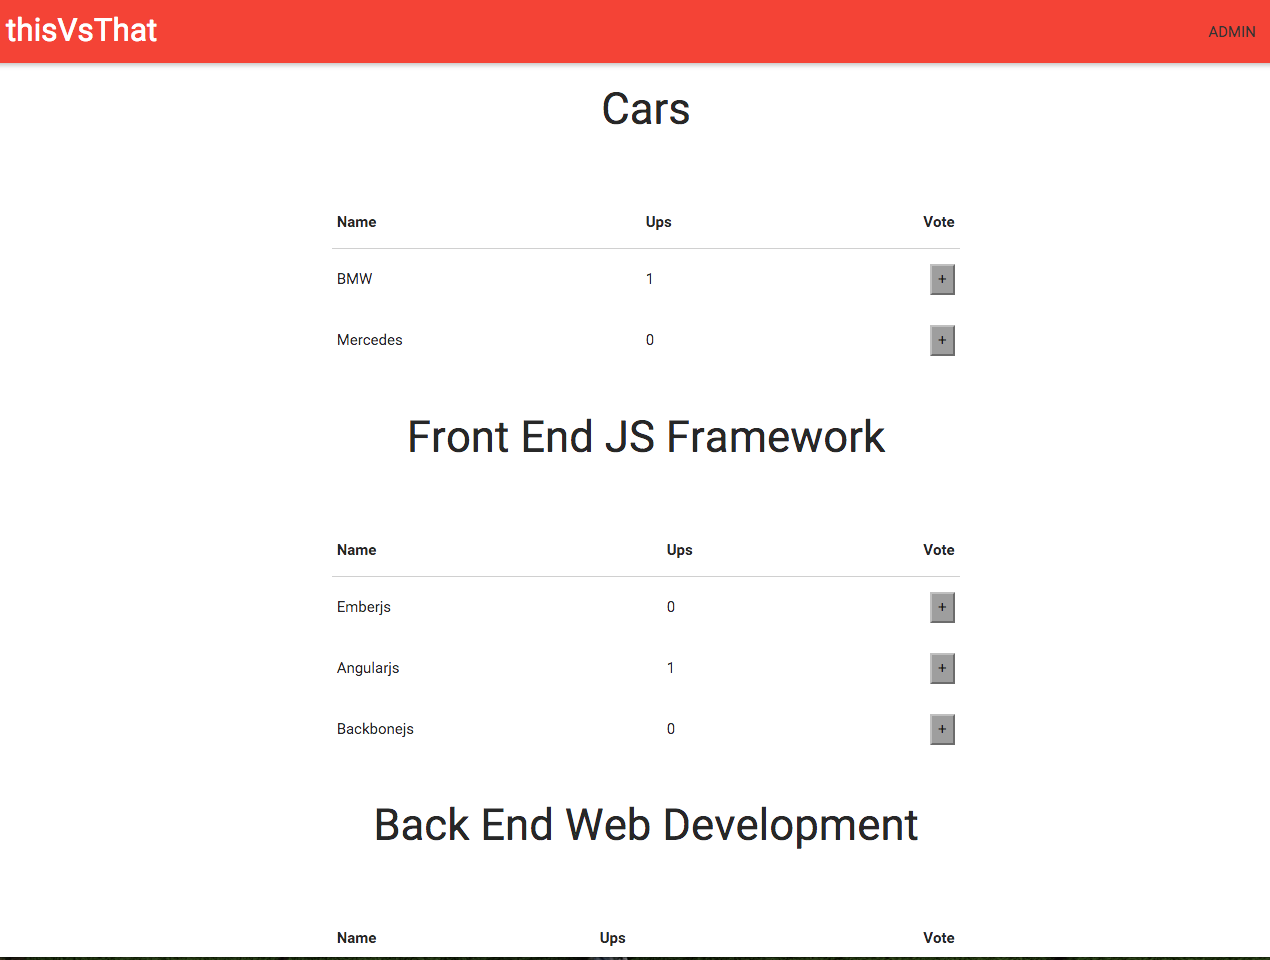 thisVsThat ADMIN
Cars
Name Ups Vote
BMW 1 +
Mercedes 0 +
Front End JS Framework
Name Ups Vote
Emberjs 0 +
Angularjs 1 +
Backbonejs 0 +
Back End Web Development
Name Ups Vote